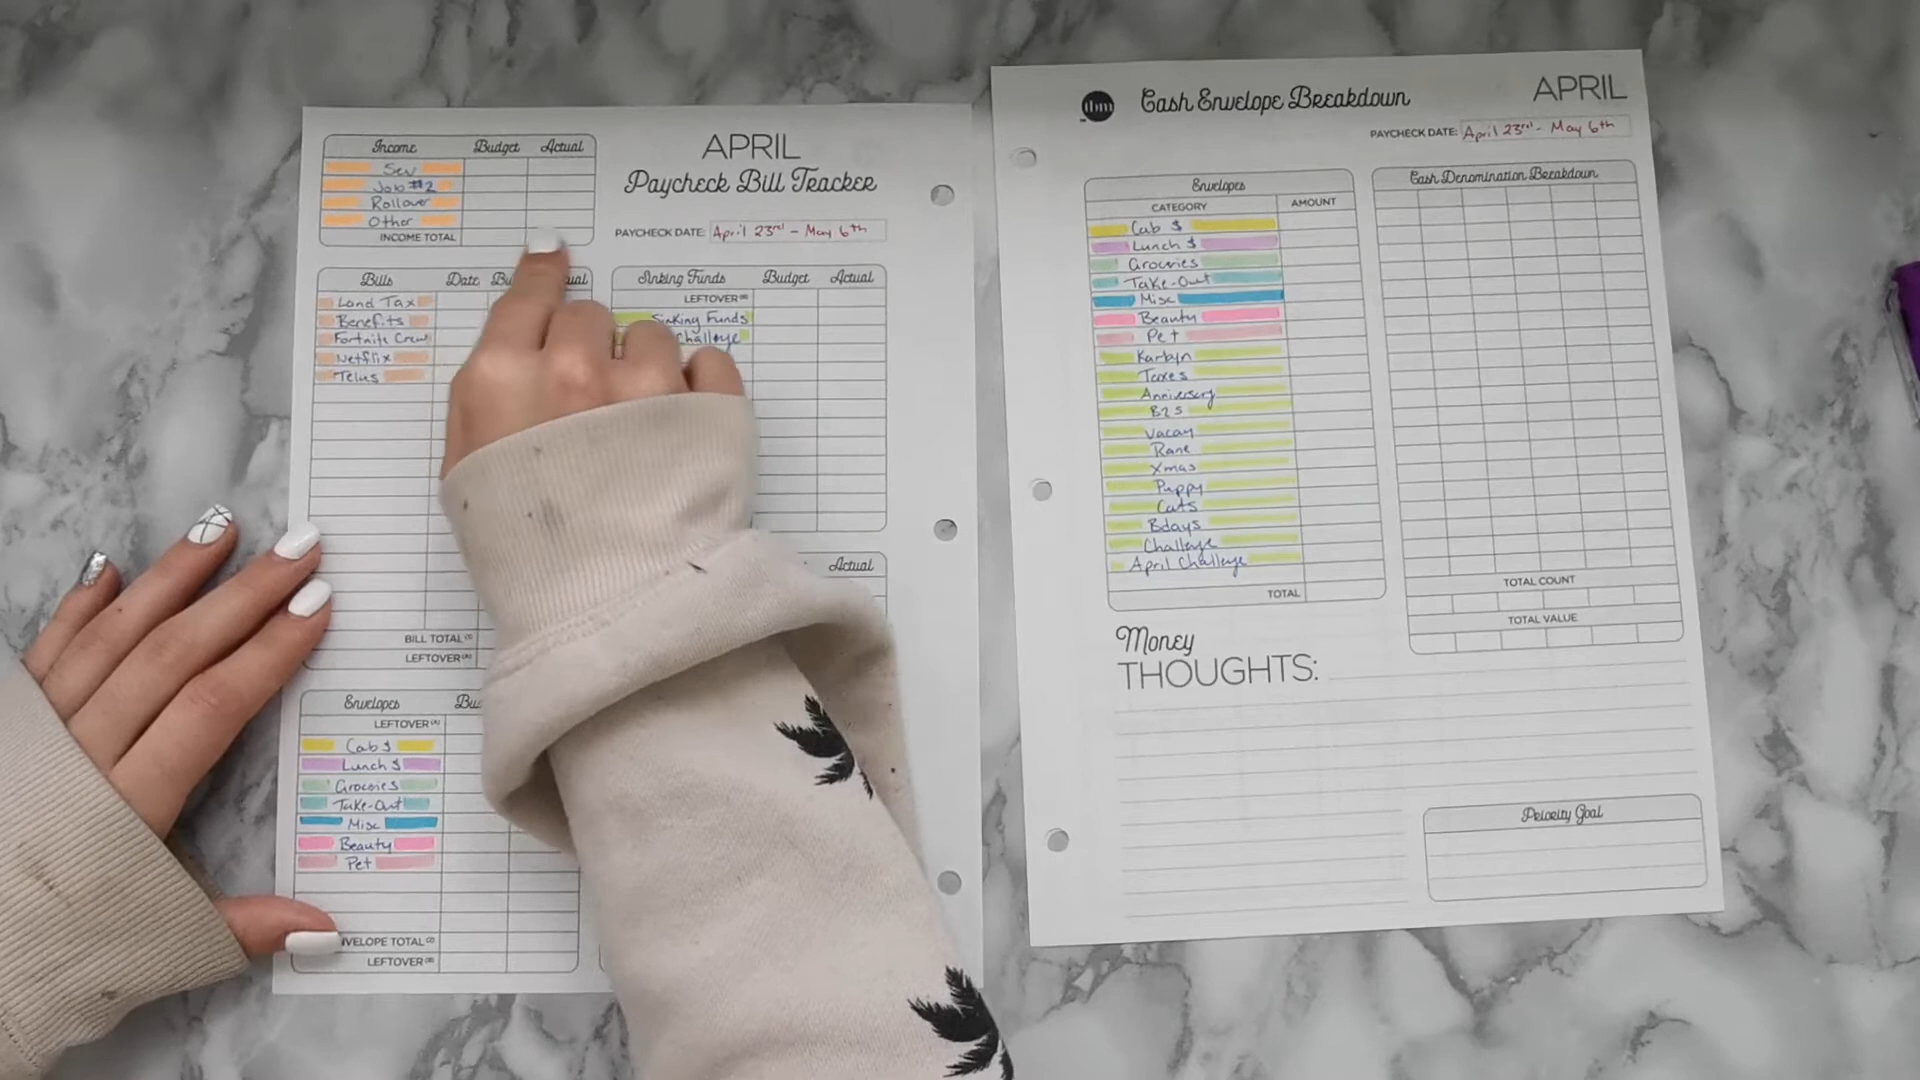 Income Budget Actual
Sev
Job #2
Rollover
Other
INCOME TOTAL
APRIL
Paycheck Bill Tracker
PAYCHECK DATE: April 23rd - May 6th
Bills Date
Land Tax
Benefits
Fortnite Crew
Netflix
Telus
BILL TOTAL
LEFTOVER
Sinking Funds Budget Actual
LEFTOVER
Sinking Funds
Challenge
Actual
Envelopes
LEFTOVER
Cab $
Lunch $
Groceries
Take-Out
Misc
Beauty
Pet
TOTAL
LEFTOVER
tbm
Cash Envelope Breakdown
APRIL
PAYCHECK DATE: April 23rd - May 6th
Envelopes
CATEGORY AMOUNT
Cab $
Lunch $
Groceries
Take-Out
Misc
Beauty
Pet
Karlyn
Taxes
Anniversary
B2S
Vacay
Rane
Xmas
Puppy
Cats
Bdays
Challenge
April Challenge
TOTAL
Cash Denomination Breakdown
TOTAL COUNT
TOTAL VALUE
Money
THOUGHTS:
Priority Goal